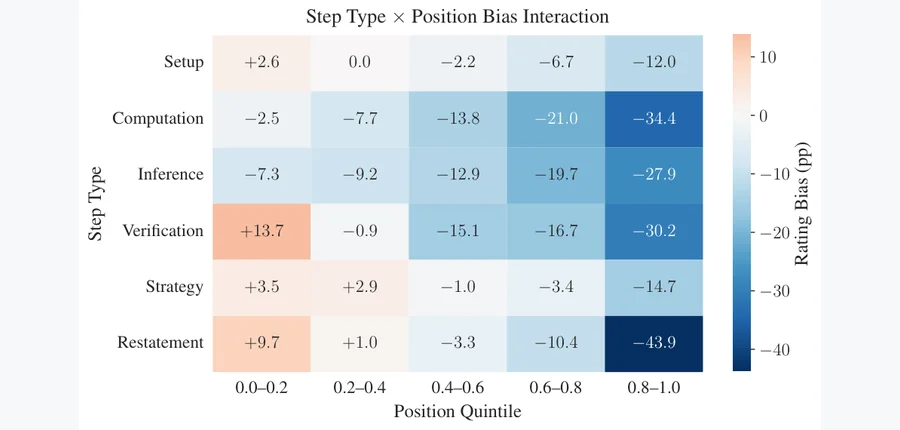 Step Type × Position Bias Interaction
Setup +2.6 0.0 −2.2 −6.7 −12.0
Computation −2.5 −7.7 −13.8 −21.0 −34.4
Inference −7.3 −9.2 −12.9 −19.7 −27.9
Verification +13.7 −0.9 −15.1 −16.7 −30.2
Strategy +3.5 +2.9 −1.0 −3.4 −14.7
Restatement +9.7 +1.0 −3.3 −10.4 −43.9
0.0–0.2 0.2–0.4 0.4–0.6 0.6–0.8 0.8–1.0
Position Quintile
Step Type
10
0
−10
−20
−30
−40
Rating Bias (pp)